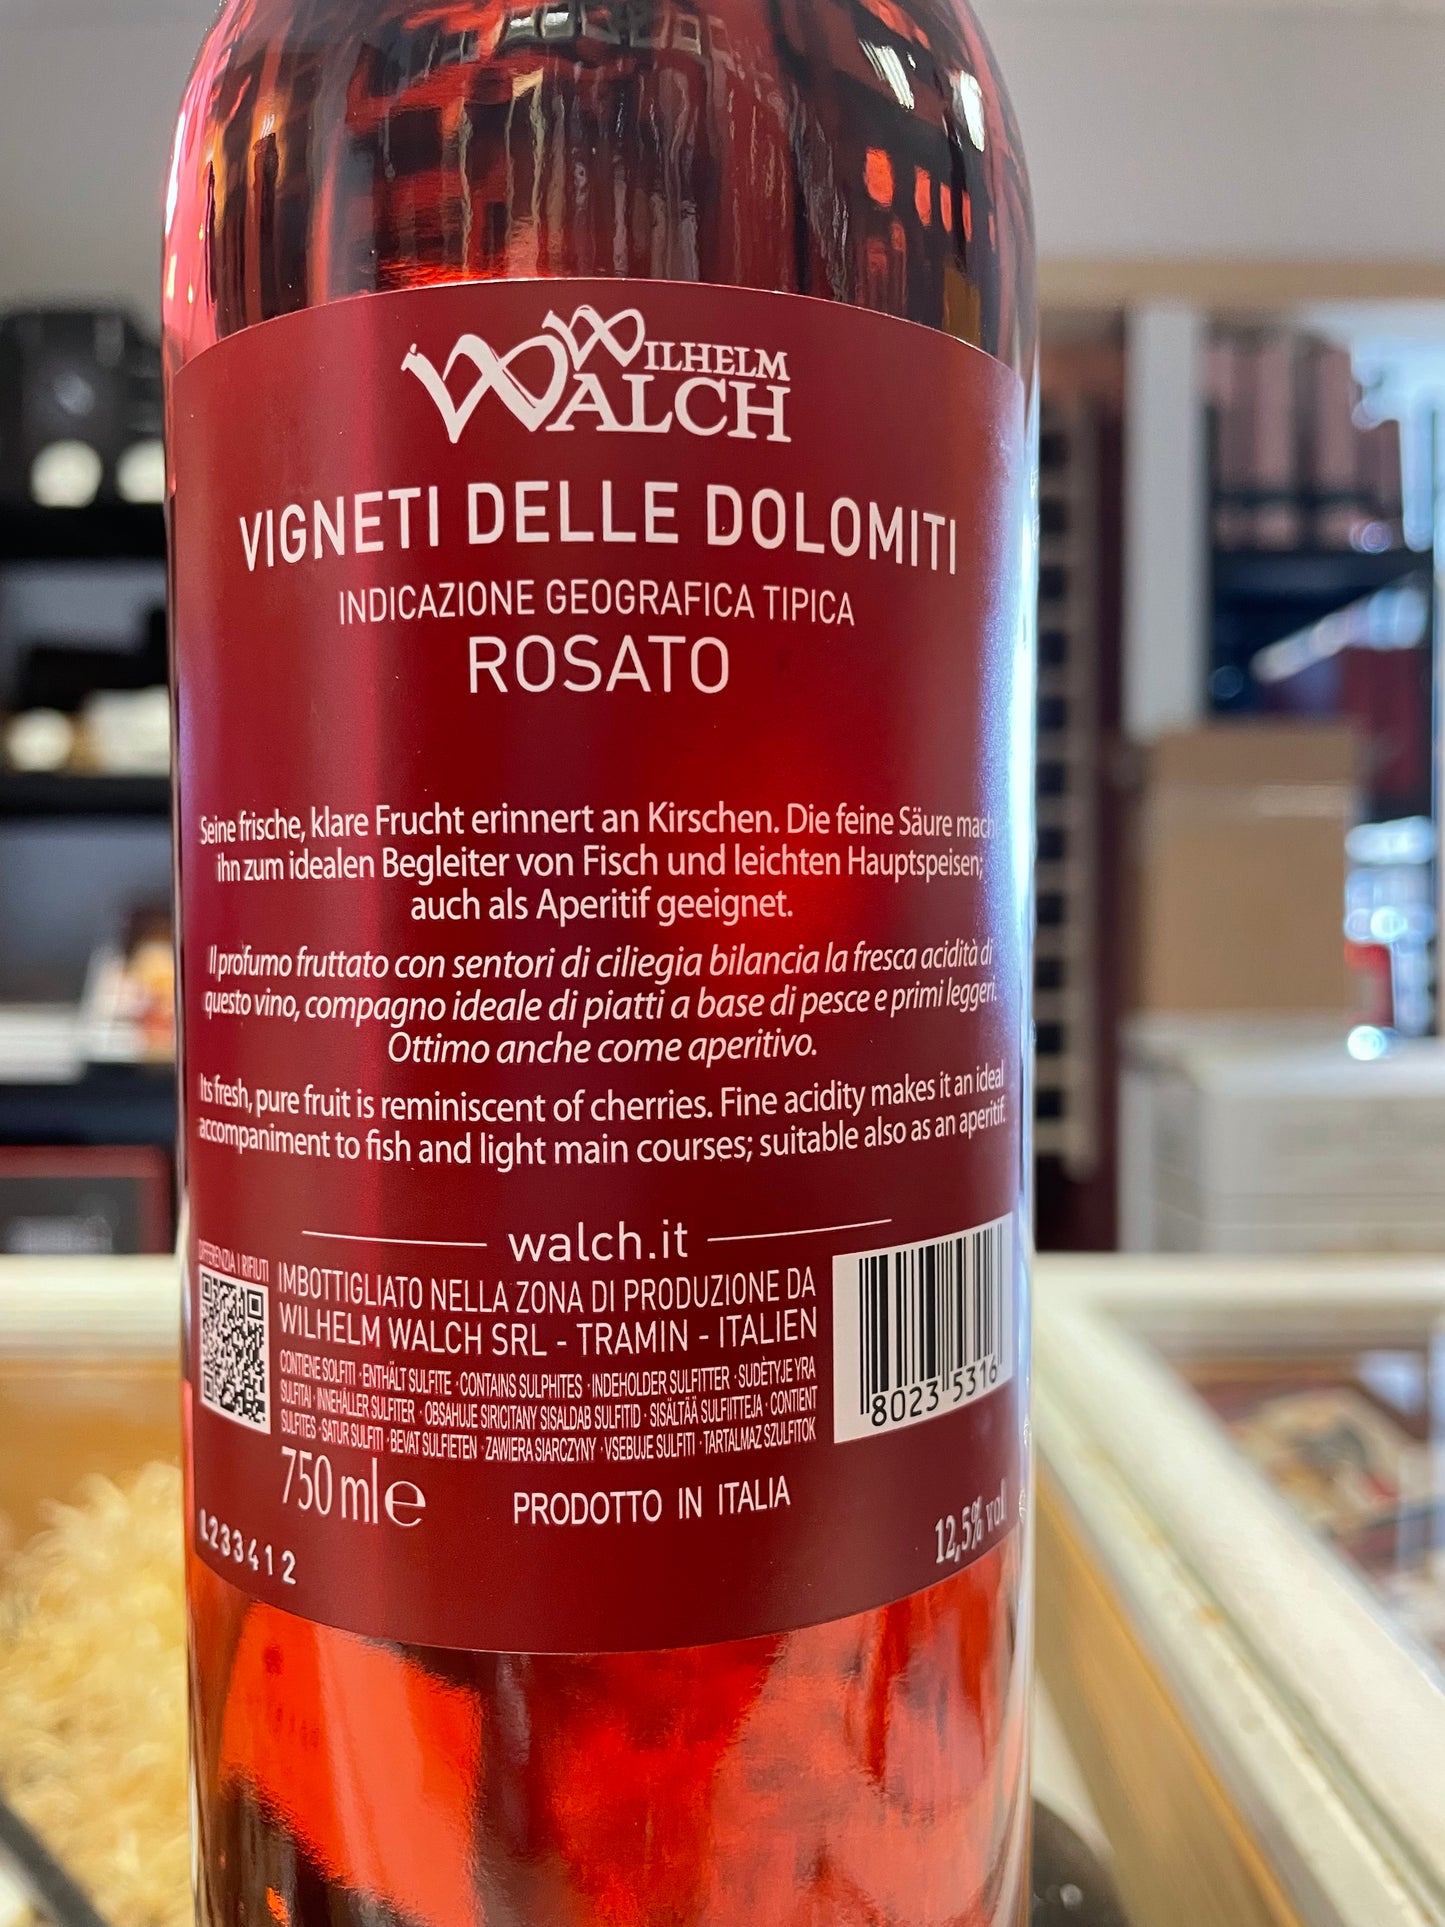 WILHELM
WALCH
VIGNETI DELLE DOLOMITI
INDICAZIONE GEOGRAFICA TIPICA
ROSATO
Seine frische, klare Frucht erinnert an Kirschen. Die feine Säure
ihn zum idealen Begleiter von Fisch und leichten Hauptspeisen;
auch als Aperitif geeignet.
Il profumo fruttato con sentori di ciliegia bilancia la fresca acidità di
questo vino, compagno ideale di piatti a base di pesce e primi leggeri.
Ottimo anche come aperitivo.
Its fresh, pure fruit is reminiscent of cherries. Fine acidity makes it an ideal
accompaniment to fish and light main courses; suitable also as an aperitif.
walch.it
DIFFERENZIA I RIFIUTI
IMBOTTIGLIATO NELLA ZONA DI PRODUZIONE DA
WILHELM WALCH SRL - TRAMIN - ITALIEN
CONTIENE SOLFITI · ENTHÄLT SULFITE · CONTAINS SULPHITES · INDEHOLDER SULFITTER · SUDÈTYJE YRA
SULFITAI · INNEHÅLLER SULFITER · OBSAHUJE SIRICITANY SISALDAB SULFITID · SISÄLTÄÄ SULFIITTEJA · CONTIENT
SULFITES · SATUR SULFITI · BEVAT SULFIETEN · ZAWIERA SIARCZYNY · VSEBUJE SULFITI · TARTALMAZ SZULFITOK
8023 5316
750 ml e
PRODOTTO IN ITALIA
12,5% vol
L233412